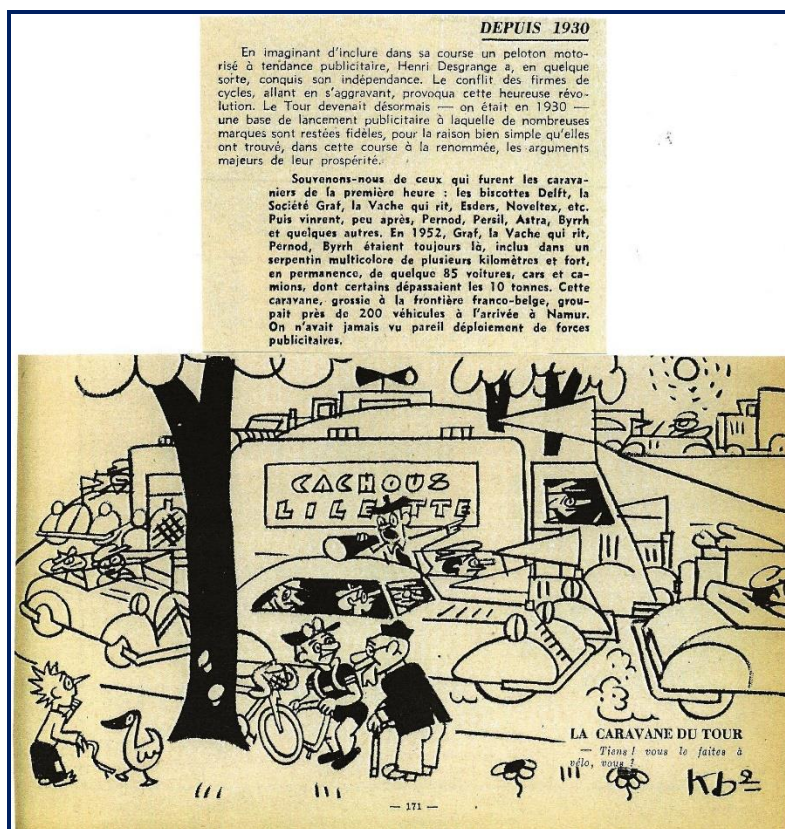 DEPUIS 1930
En imaginant d'inclure dans sa course un peloton moto-
risé à tendance publicitaire, Henri Desgrange a, en quelque
sorte, conquis son indépendance. Le conflit des firmes de
cycles, allant en s'aggravant, provoqua cette heureuse révo-
lution. Le Tour devenait désormais — on était en 1930 —
une base de lancement publicitaire à laquelle de nombreuses
marques sont restées fidèles, pour la raison bien simple qu'elles
ont trouvé, dans cette course à la renommée, les arguments
majeurs de leur prospérité.
Souvenons-nous de ceux qui furent les carava-
niers de la première heure : les biscottes Delft, la
Société Graf, la Vache qui rit, Esders, Noveltex, etc.
Puis vinrent, peu après, Pernod, Persil, Astra, Byrrh
et quelques autres. En 1952, Graf, la Vache qui rit,
Pernod, Byrrh étaient toujours là, inclus dans un
serpentin multicolore de plusieurs kilomètres et fort,
en permanence, de quelque 85 voitures, cars et ca-
mions, dont certains dépassaient les 10 tonnes. Cette
caravane, grossie à la frontière franco-belge, grou-
pait près de 200 véhicules à l'arrivée à Namur.
On n'avait jamais vu pareil déploiement de forces
publicitaires.
CACHOUS
LILETTE
LA CARAVANE DU TOUR
— Tiens ! vous le faites à
vélo, vous ?
Kb2
— 171 —